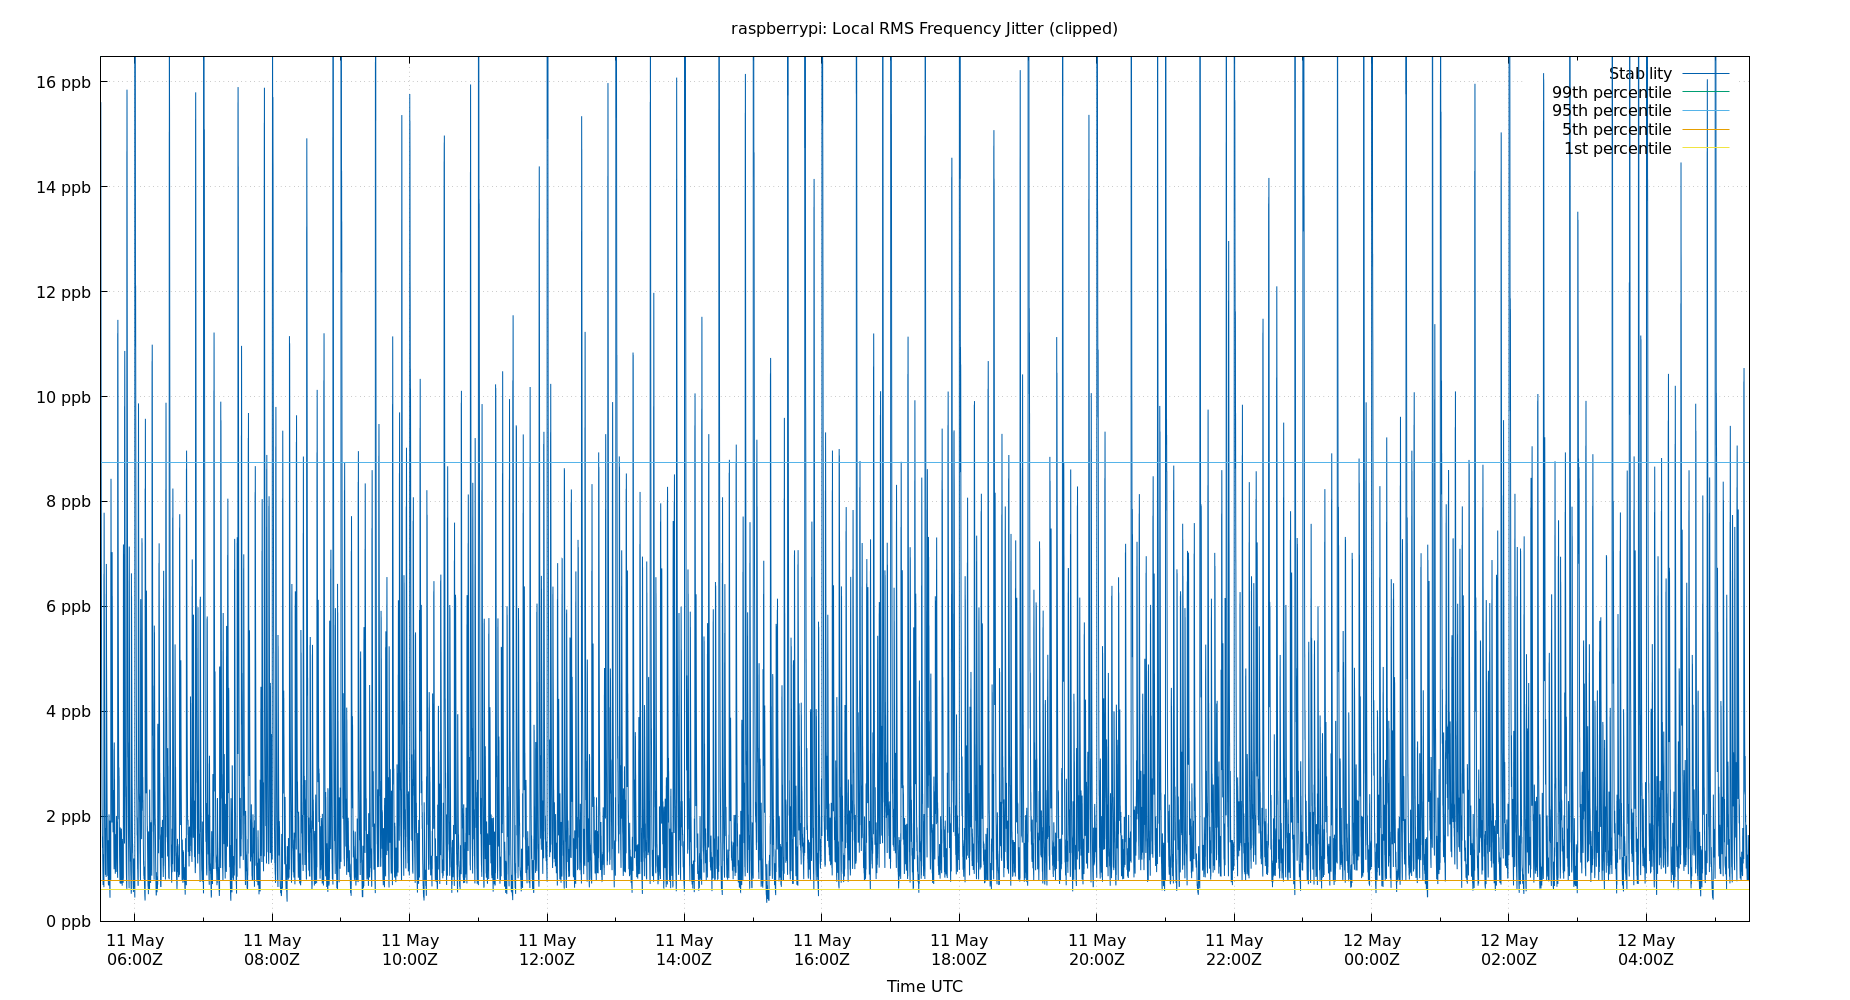 raspberrypi: Local RMS Frequency Jitter (clipped)
16 ppb
14 ppb
12 ppb
10 ppb
8 ppb
6 ppb
4 ppb
2 ppb
0 ppb
Stability
99th percentile
95th percentile
5th percentile
1st percentile
11 May 11 May 11 May 11 May 11 May 11 May 11 May 11 May 11 May 12 May 12 May 12 May
06:00Z 08:00Z 10:00Z 12:00Z 14:00Z 16:00Z 18:00Z 20:00Z 22:00Z 00:00Z 02:00Z 04:00Z
Time UTC